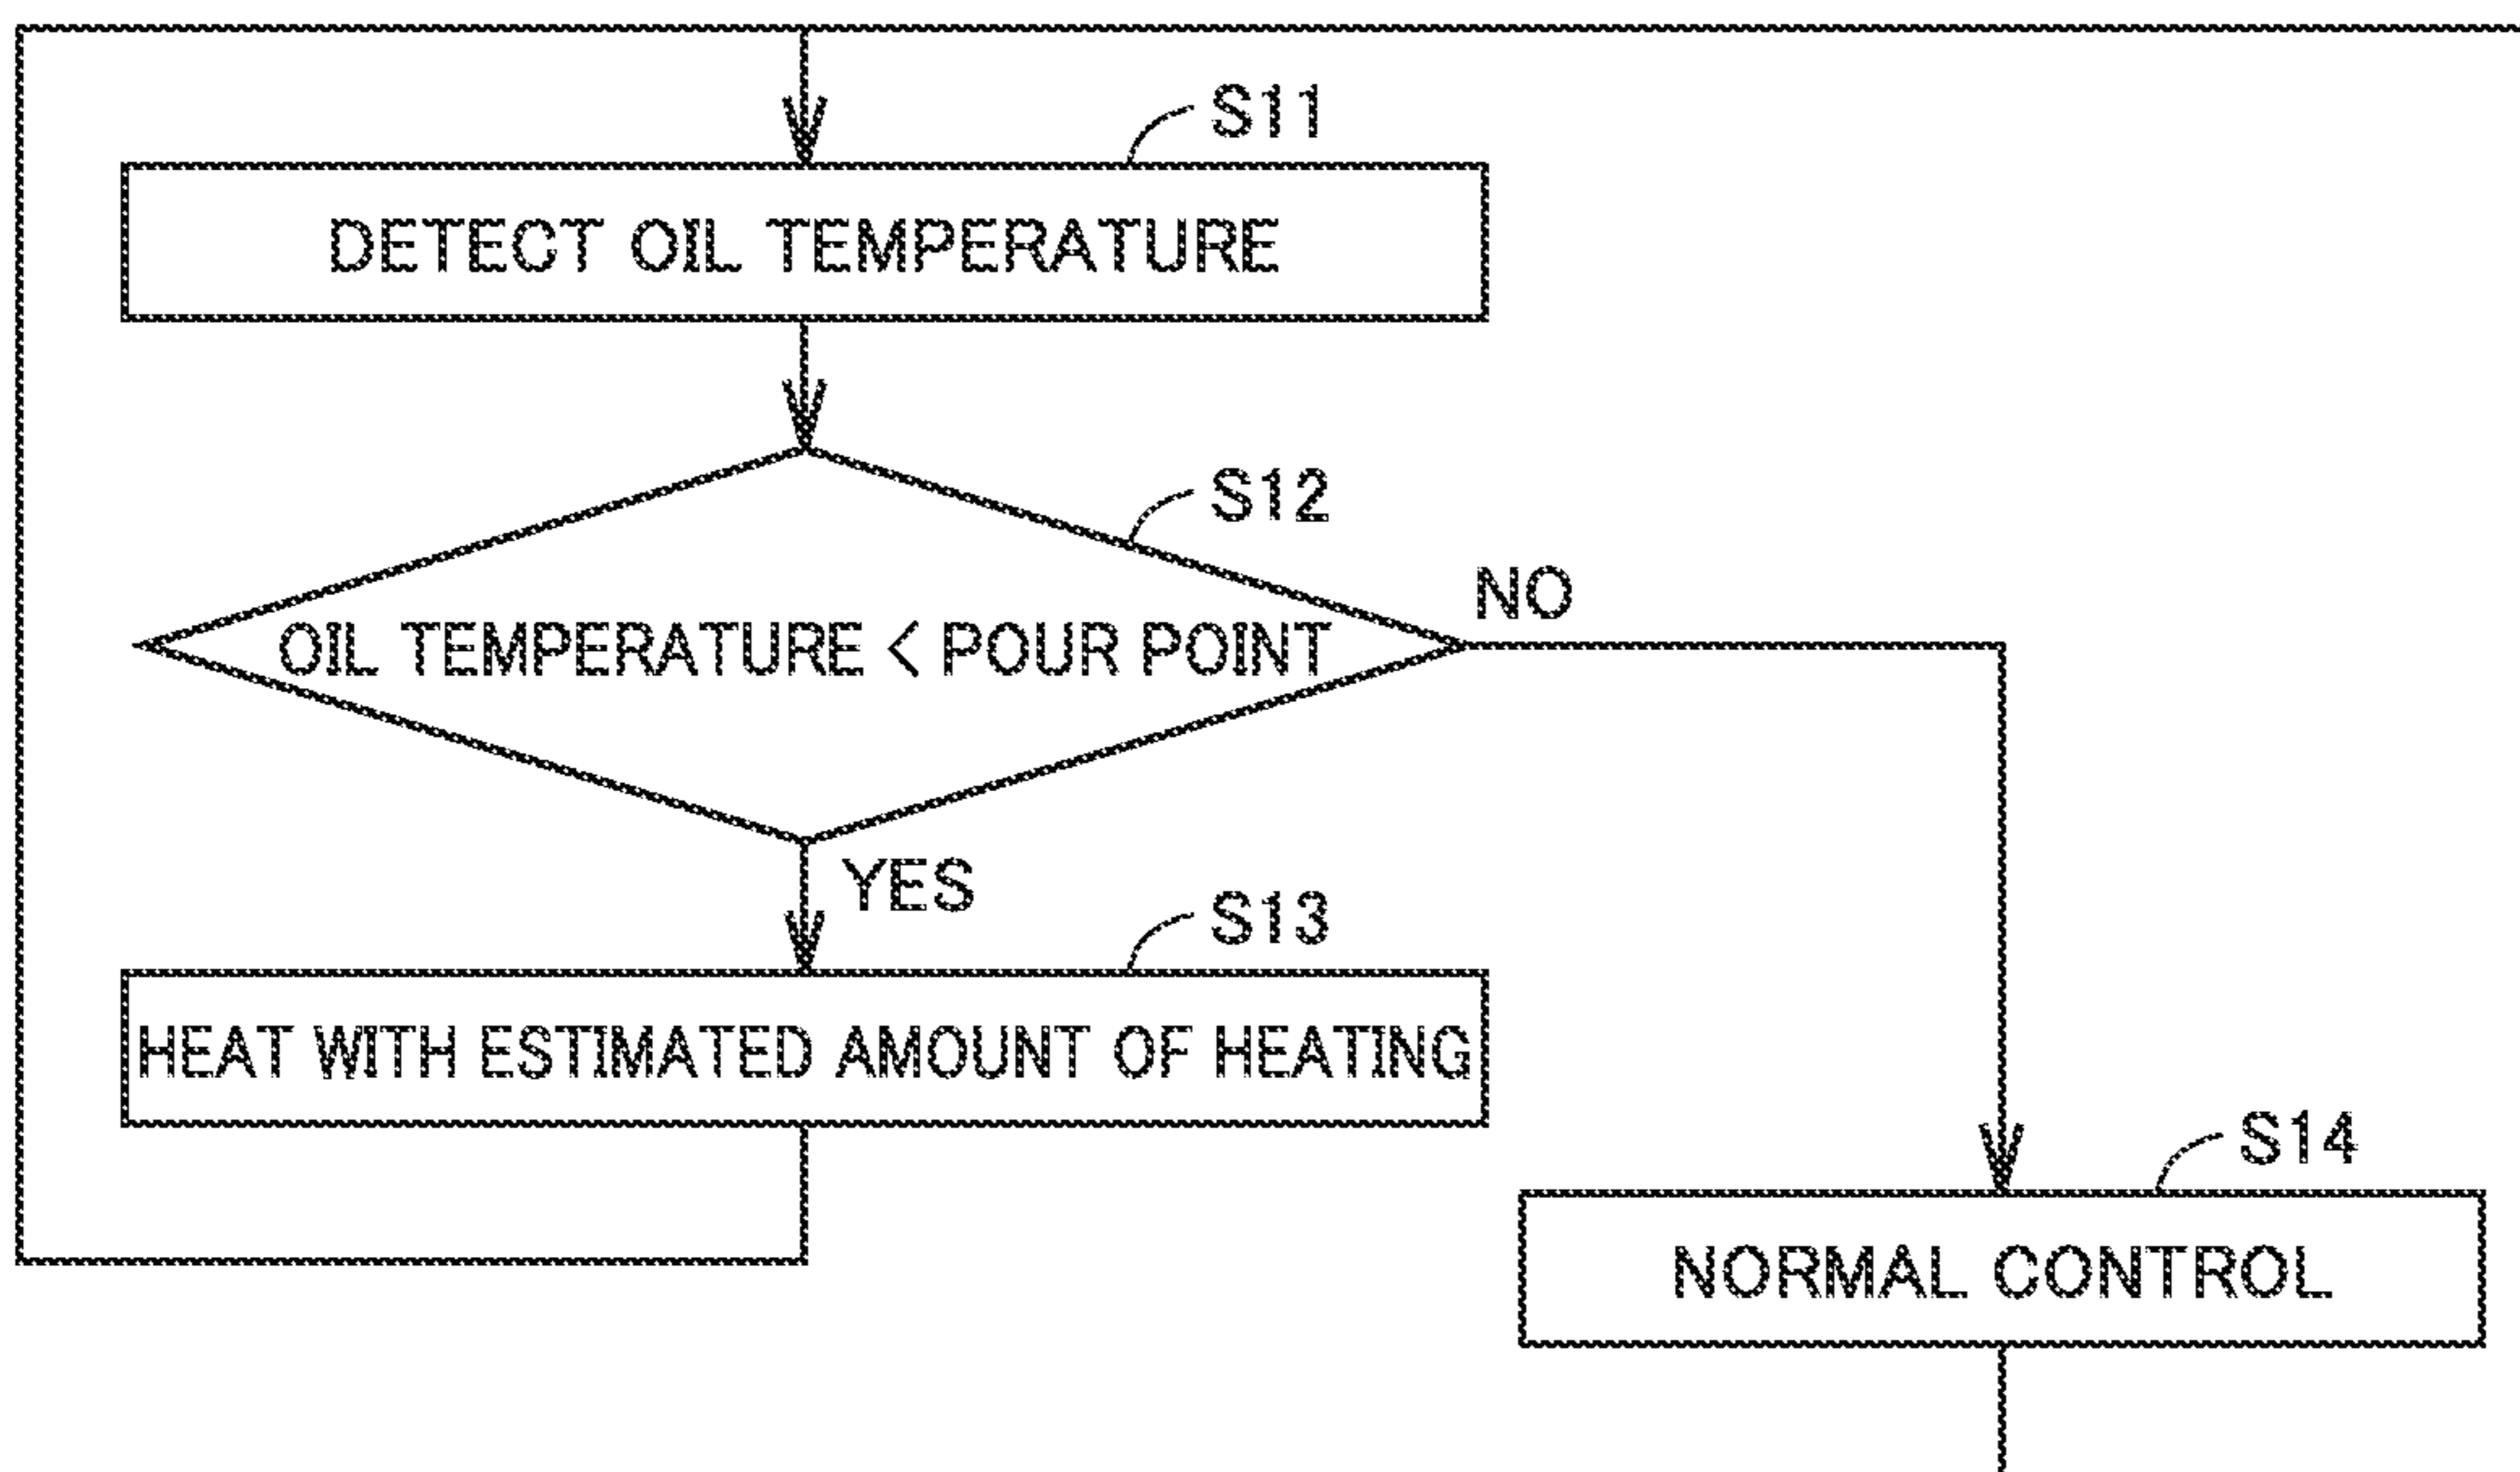 S11
DETECT OIL TEMPERATURE
S12
NO
OIL TEMPERATURE < POUR POINT
YES
S13
HEAT WITH ESTIMATED AMOUNT OF HEATING
S14
NORMAL CONTROL